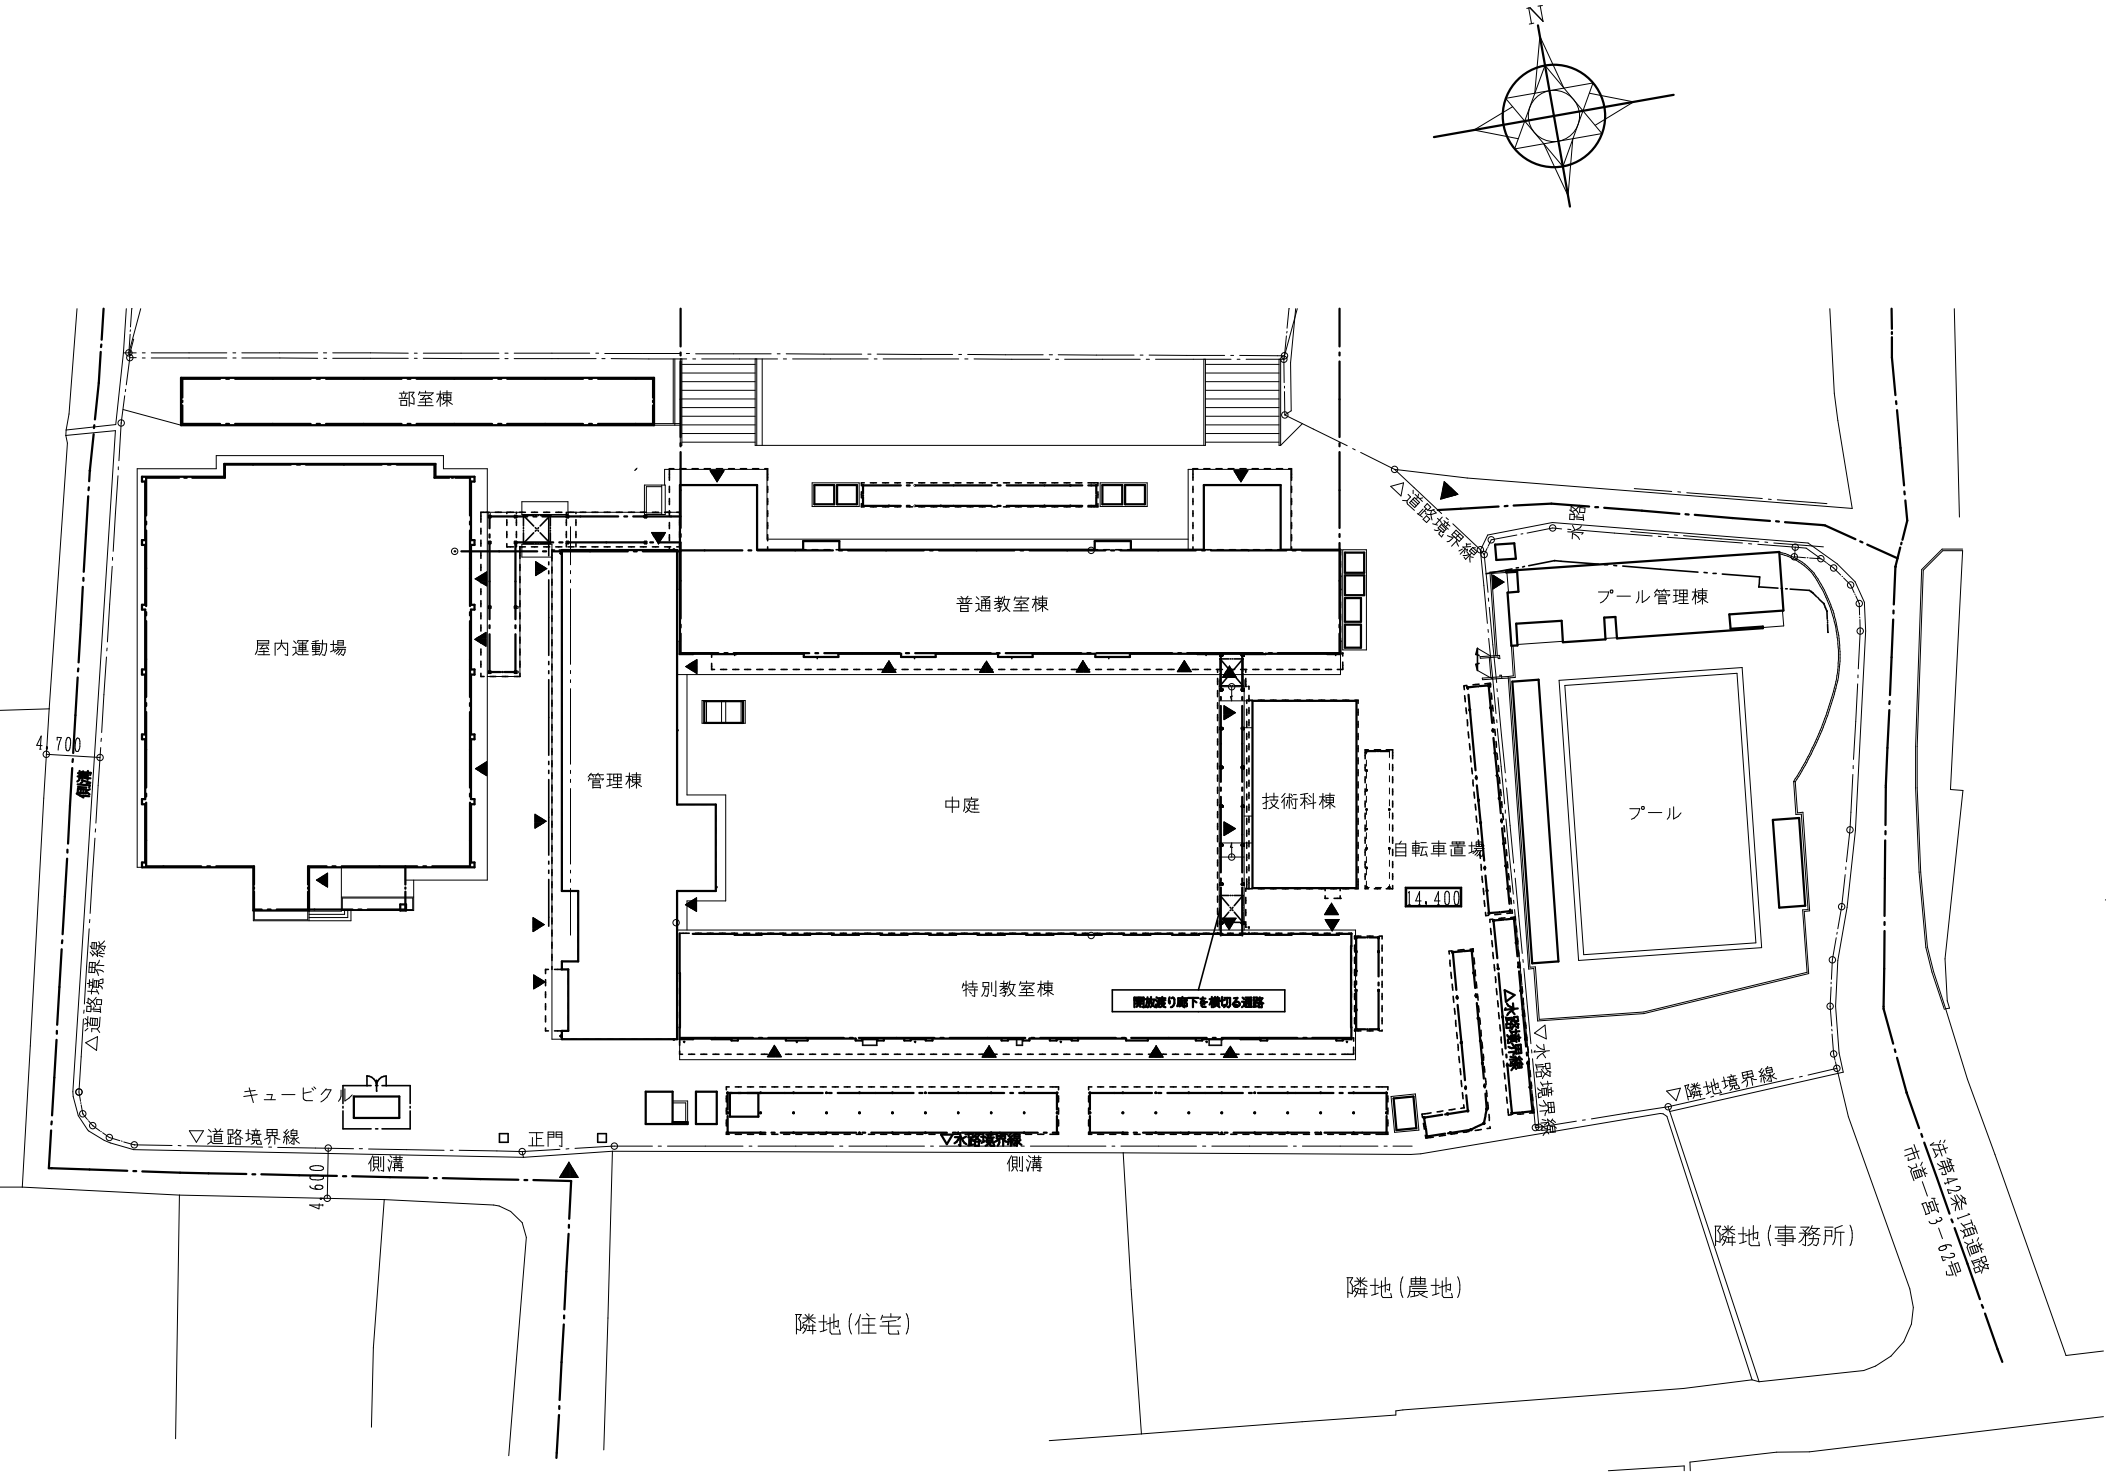 N
部室棟
△道路境界線
水路
プール管理棟
普通教室棟
屋内運動場
4,700
側溝
管理棟
中庭
技術科棟
プール
自転車置場
14,400
特別教室棟
開放渡り廊下を横切る通路
△道路境界線
△水路境界線
▽水路境界線
キュービクル
▽隣地境界線
▽道路境界線
正門
▽水路境界線
側溝
側溝
4,600
法第42条1項道路
市道一宮3-62号
隣地(事務所)
隣地(農地)
隣地(住宅)